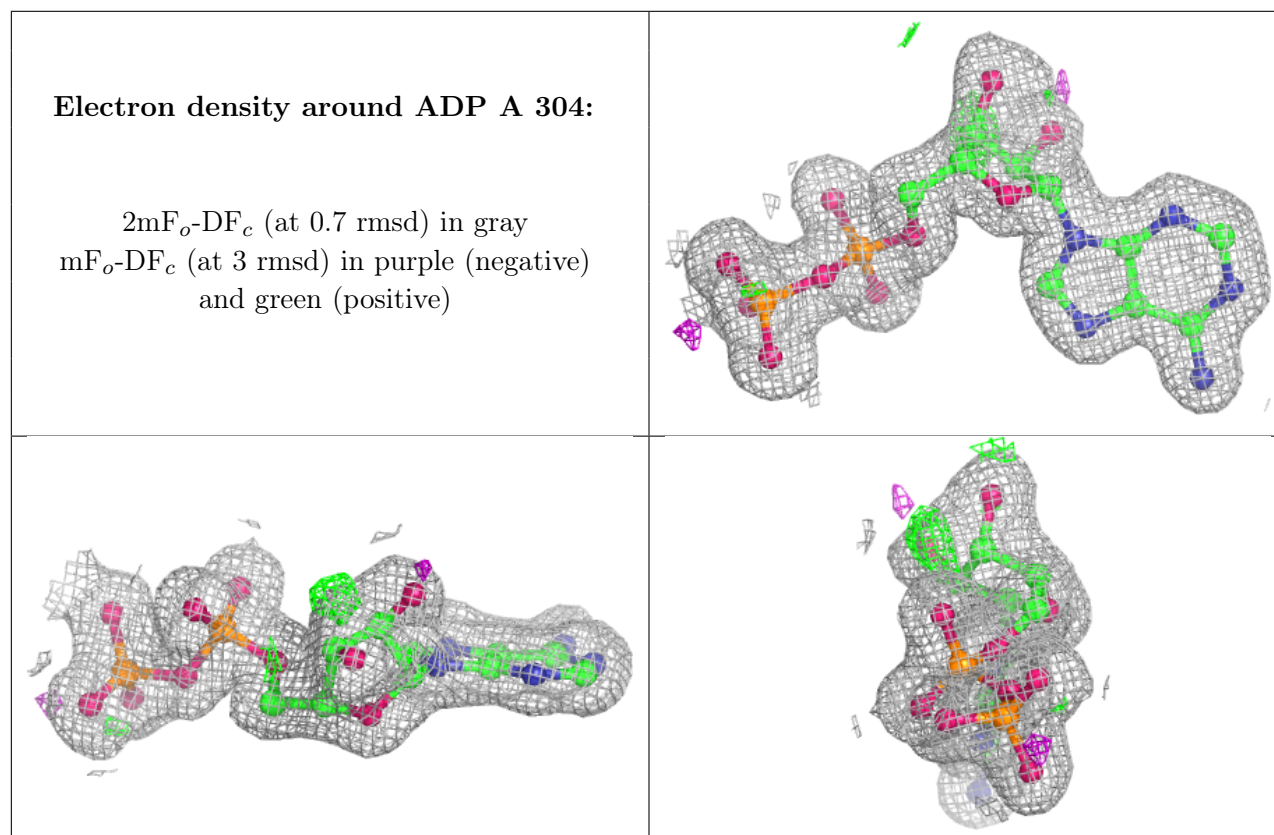 Electron density around ADP A 304:
2mFₒ-DF𝒸 (at 0.7 rmsd) in gray
mFₒ-DF𝒸 (at 3 rmsd) in purple (negative)
and green (positive)